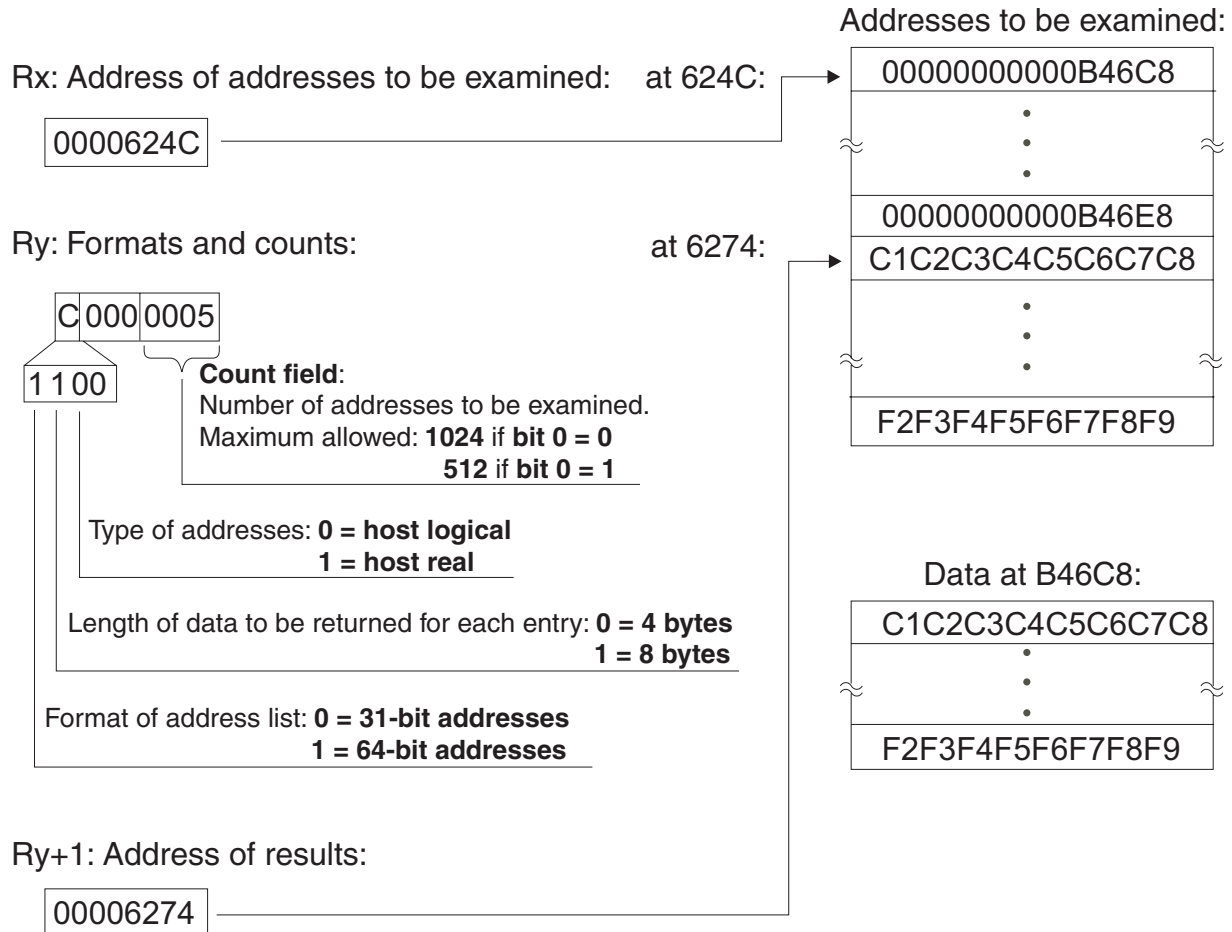 Addresses to be examined:
Rx: Address of addresses to be examined: at 624C:
00000000000B46C8
0000624C
00000000000B46E8
Ry: Formats and counts:
at 6274:
C1C2C3C4C5C6C7C8
C 000 0005
1 1 00
Count field:
Number of addresses to be examined.
Maximum allowed: 1024 if bit 0 = 0
512 if bit 0 = 1
F2F3F4F5F6F7F8F9
Type of addresses: 0 = host logical
1 = host real
Data at B46C8:
C1C2C3C4C5C6C7C8
Length of data to be returned for each entry: 0 = 4 bytes
1 = 8 bytes
Format of address list: 0 = 31-bit addresses
1 = 64-bit addresses
F2F3F4F5F6F7F8F9
Ry+1: Address of results:
00006274